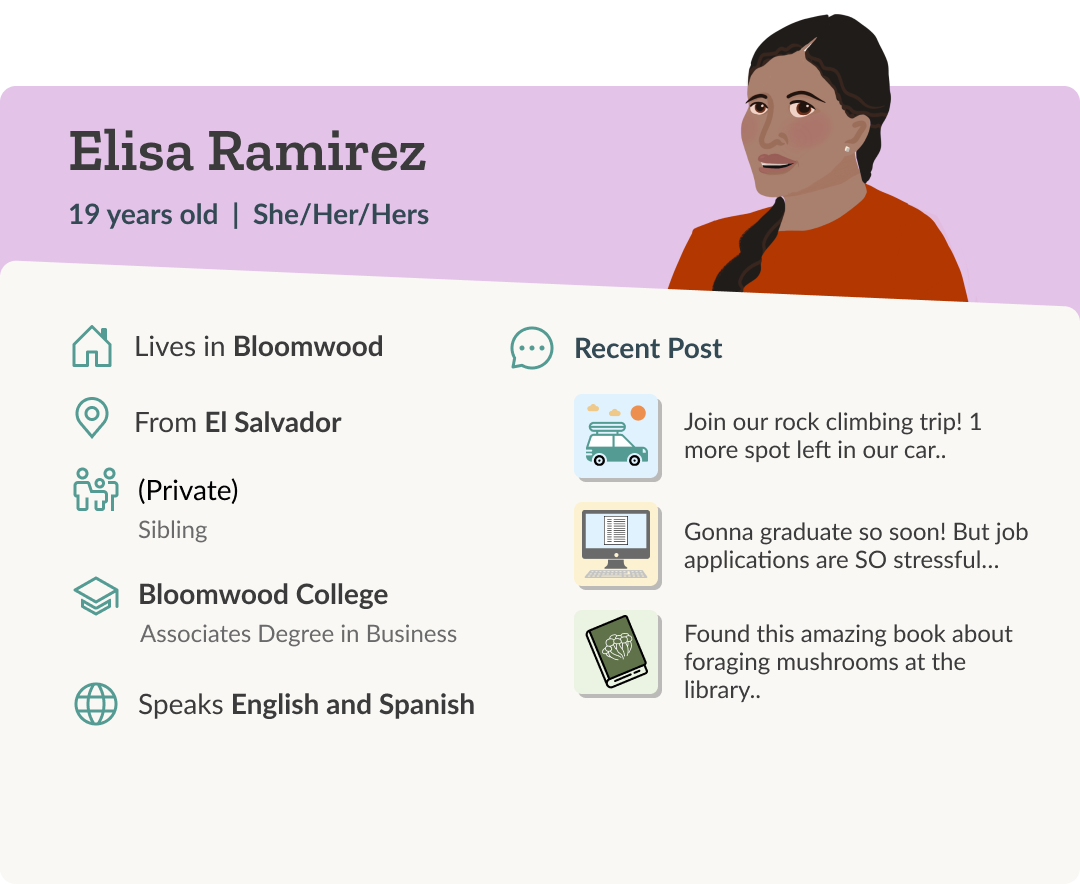 Elisa Ramirez
19 years old | She/Her/Hers
Lives in Bloomwood
From El Salvador
(Private)
Sibling
Bloomwood College
Associates Degree in Business
Speaks English and Spanish
Recent Post
Join our rock climbing trip! 1
more spot left in our car..
Gonna graduate so soon! But job
applications are SO stressful...
Found this amazing book about
foraging mushrooms at the
library..